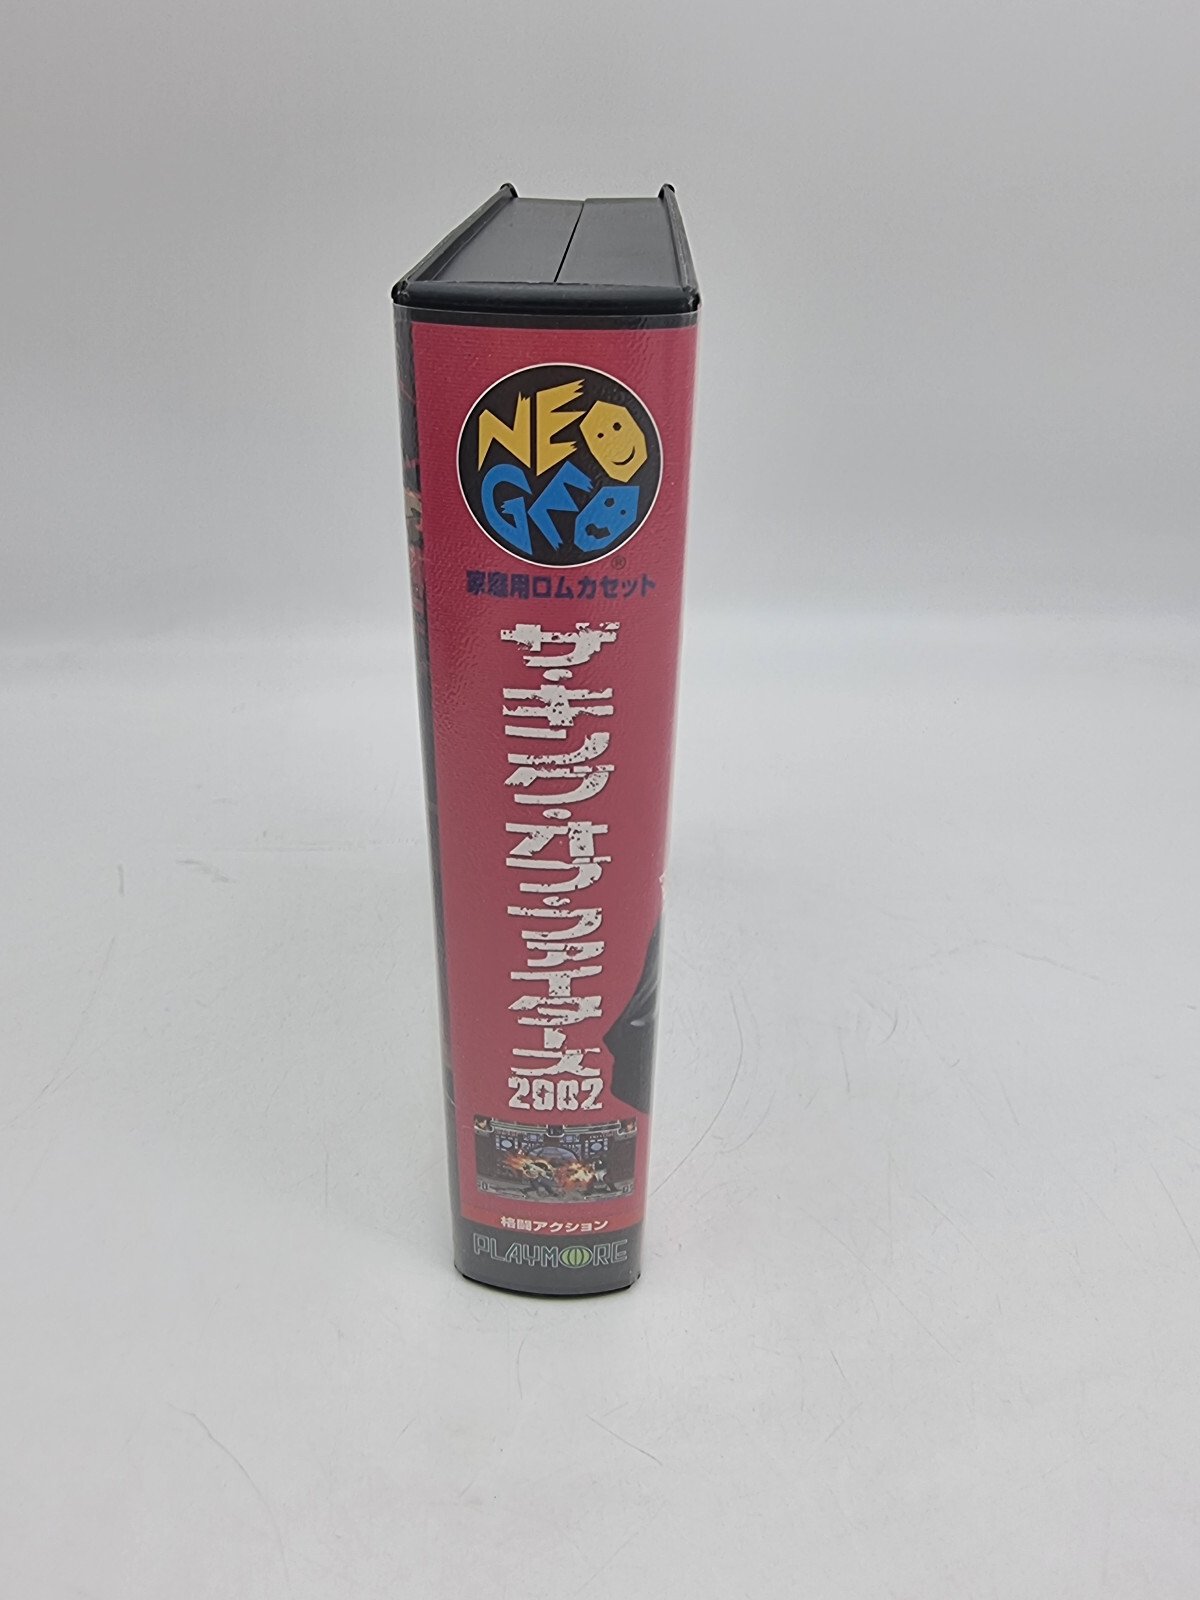 NEO
GEO
®
家庭用ロムカセット
ザ・キング・オブ・ファイターズ
2002
格闘アクション
PLAYMORE